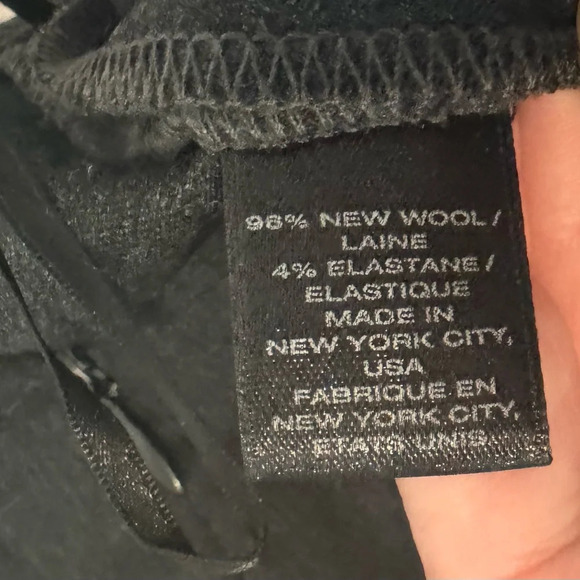 96% NEW WOOL/
LAINE
4% ELASTANE/
ELASTIQUE
MADE IN
NEW YORK CITY,
USA
FABRIQUE EN
NEW YORK CITY,
ETATS UNIS